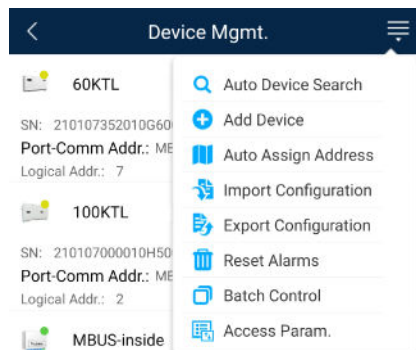 Device Mgmt.
60KTL
SN: 210107352010G60
Port-Comm Addr.: ME
Logical Addr.: 7
100KTL
SN: 210107000010H50
Port-Comm Addr.: ME
Logical Addr.: 2
MBUS-inside
Auto Device Search
Add Device
Auto Assign Address
Import Configuration
Export Configuration
Reset Alarms
Batch Control
Access Param.